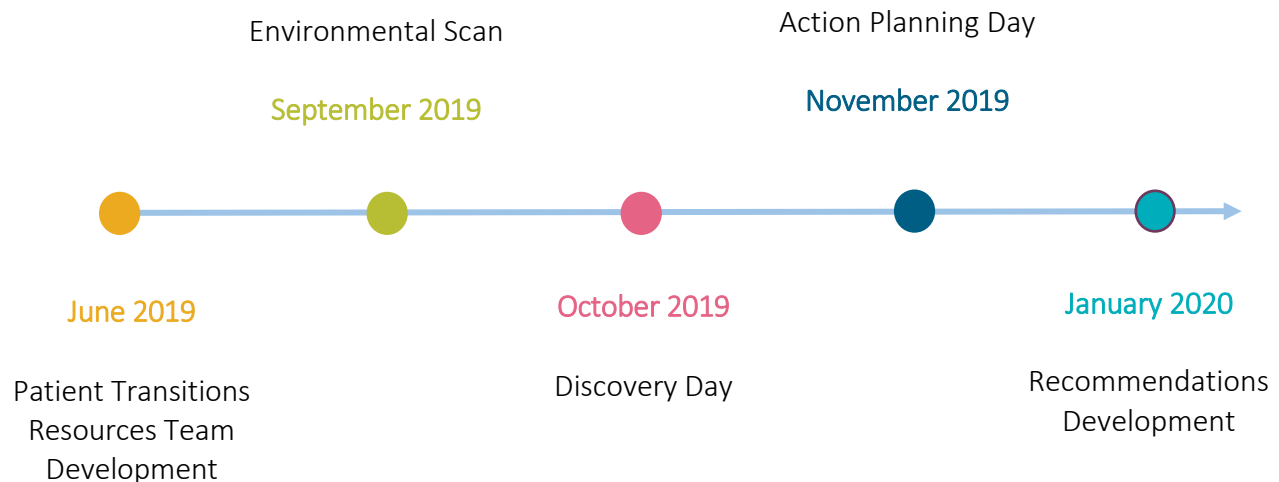 Environmental Scan
September 2019
Action Planning Day
November 2019
June 2019
Patient Transitions
Resources Team
Development
October 2019
Discovery Day
January 2020
Recommendations
Development